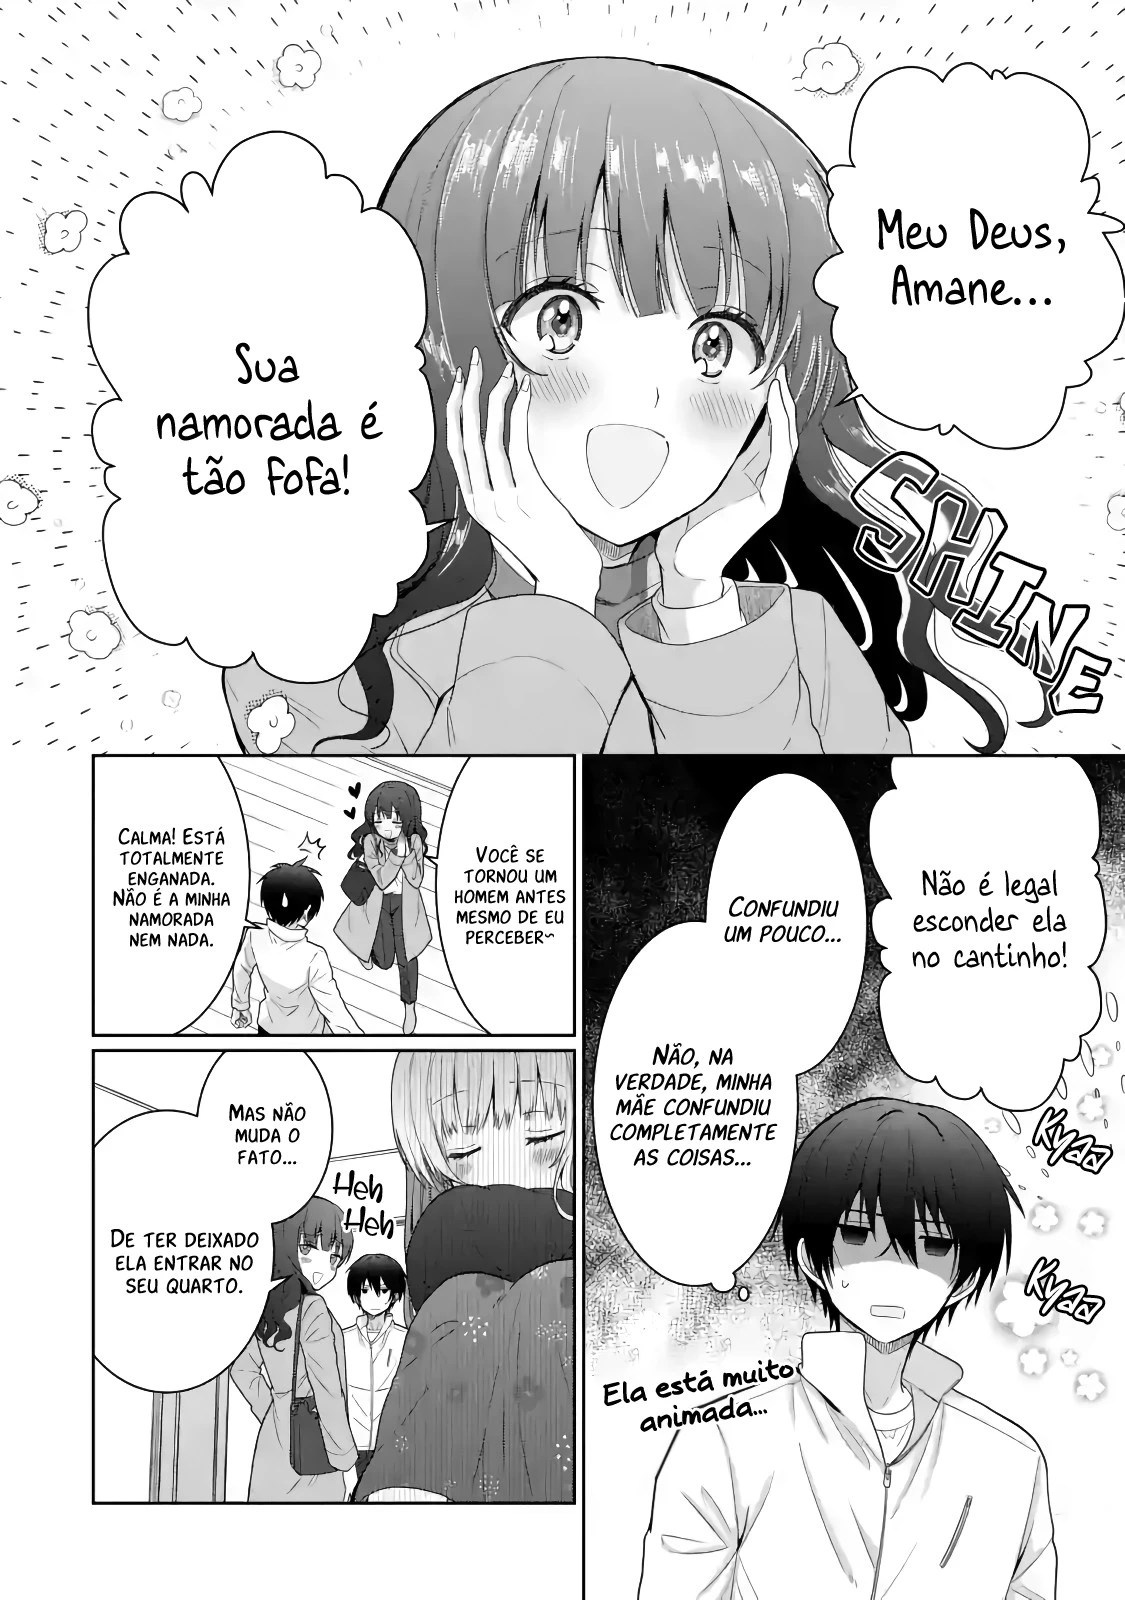 Meu Deus,
Amane...
Sua
namorada é
tão fofa!
SHINE
Não é legal
esconder ela
no cantinho!
Confundiu
um pouco...
Não, na
verdade, minha
mãe confundiu
completamente
as coisas...
Kyaa
Kyaa
Ela está muito
animada...
Você se
tornou um
homem antes
mesmo de eu
perceber~
Calma! Está
totalmente
enganada.
Não é a minha
namorada
nem nada.
Mas não
muda o
fato...
Heh
Heh
De ter deixado
ela entrar no
seu quarto.